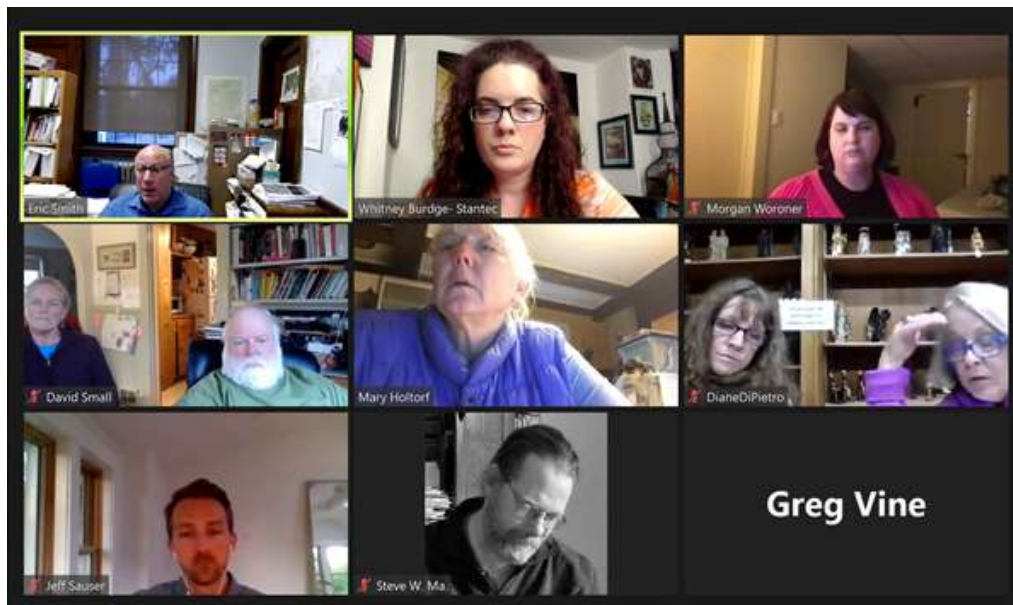 Eric Smith
Whitney Burdge- Stantec
Morgan Woroner
David Small
Mary Holtorf
DianeDiPietro
Jeff Sauser
Steve W. Ma...
Greg Vine